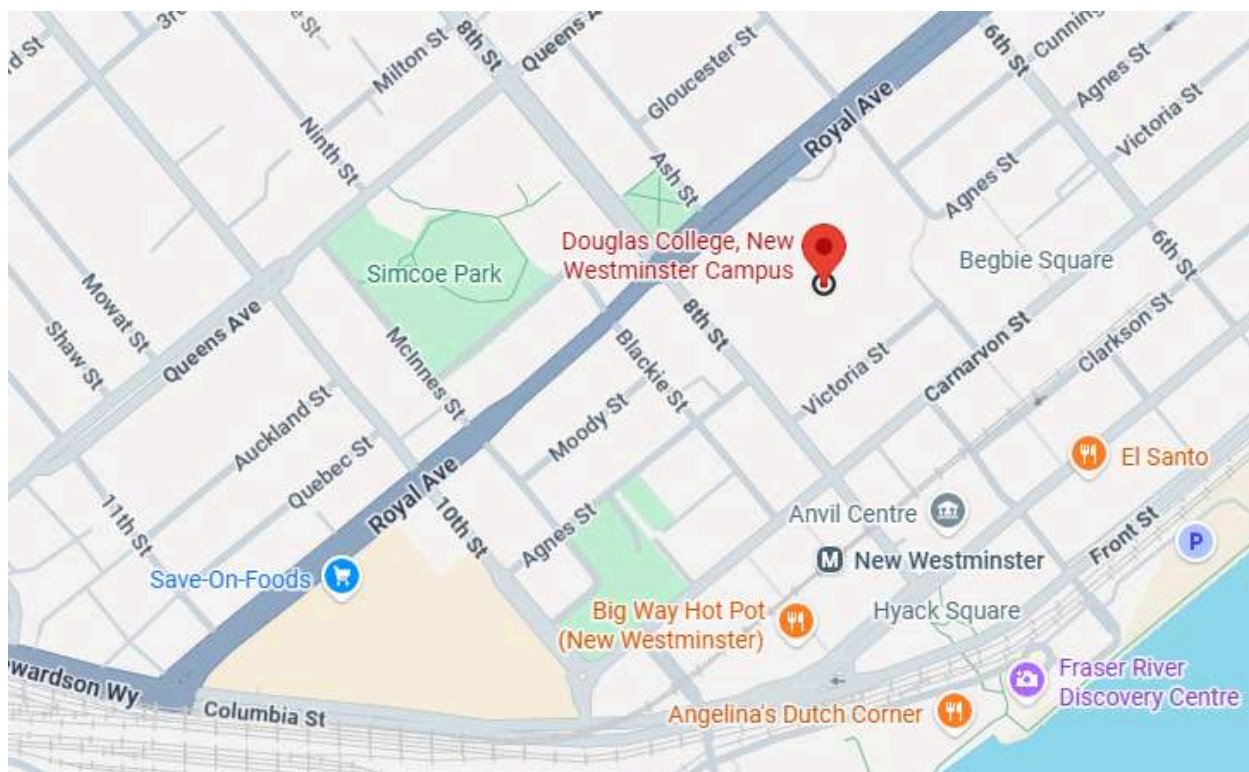 3r
8th St
Queens A
6th St
Cunning
rd St
Milton St
Gloucester St
Royal Ave
Agnes St
Victoria St
Ninth St
Ash St
Agnes St
Douglas College, New
Westminster Campus
Begbie Square
6th St
Simcoe Park
Mowat St
Shaw St
Queens Ave
McInnes St
8th St
Blackie St
Victoria St
Carnarvon St
Clarkson St
Auckland St
Moody St
Quebec St
El Santo
11th St
Royal Ave
10th St
Agnes St
Anvil Centre
Front St
P
M New Westminster
Save-On-Foods
Big Way Hot Pot
(New Westminster)
Hyack Square
wardson Wy
Columbia St
Fraser River
Discovery Centre
Angelina's Dutch Corner